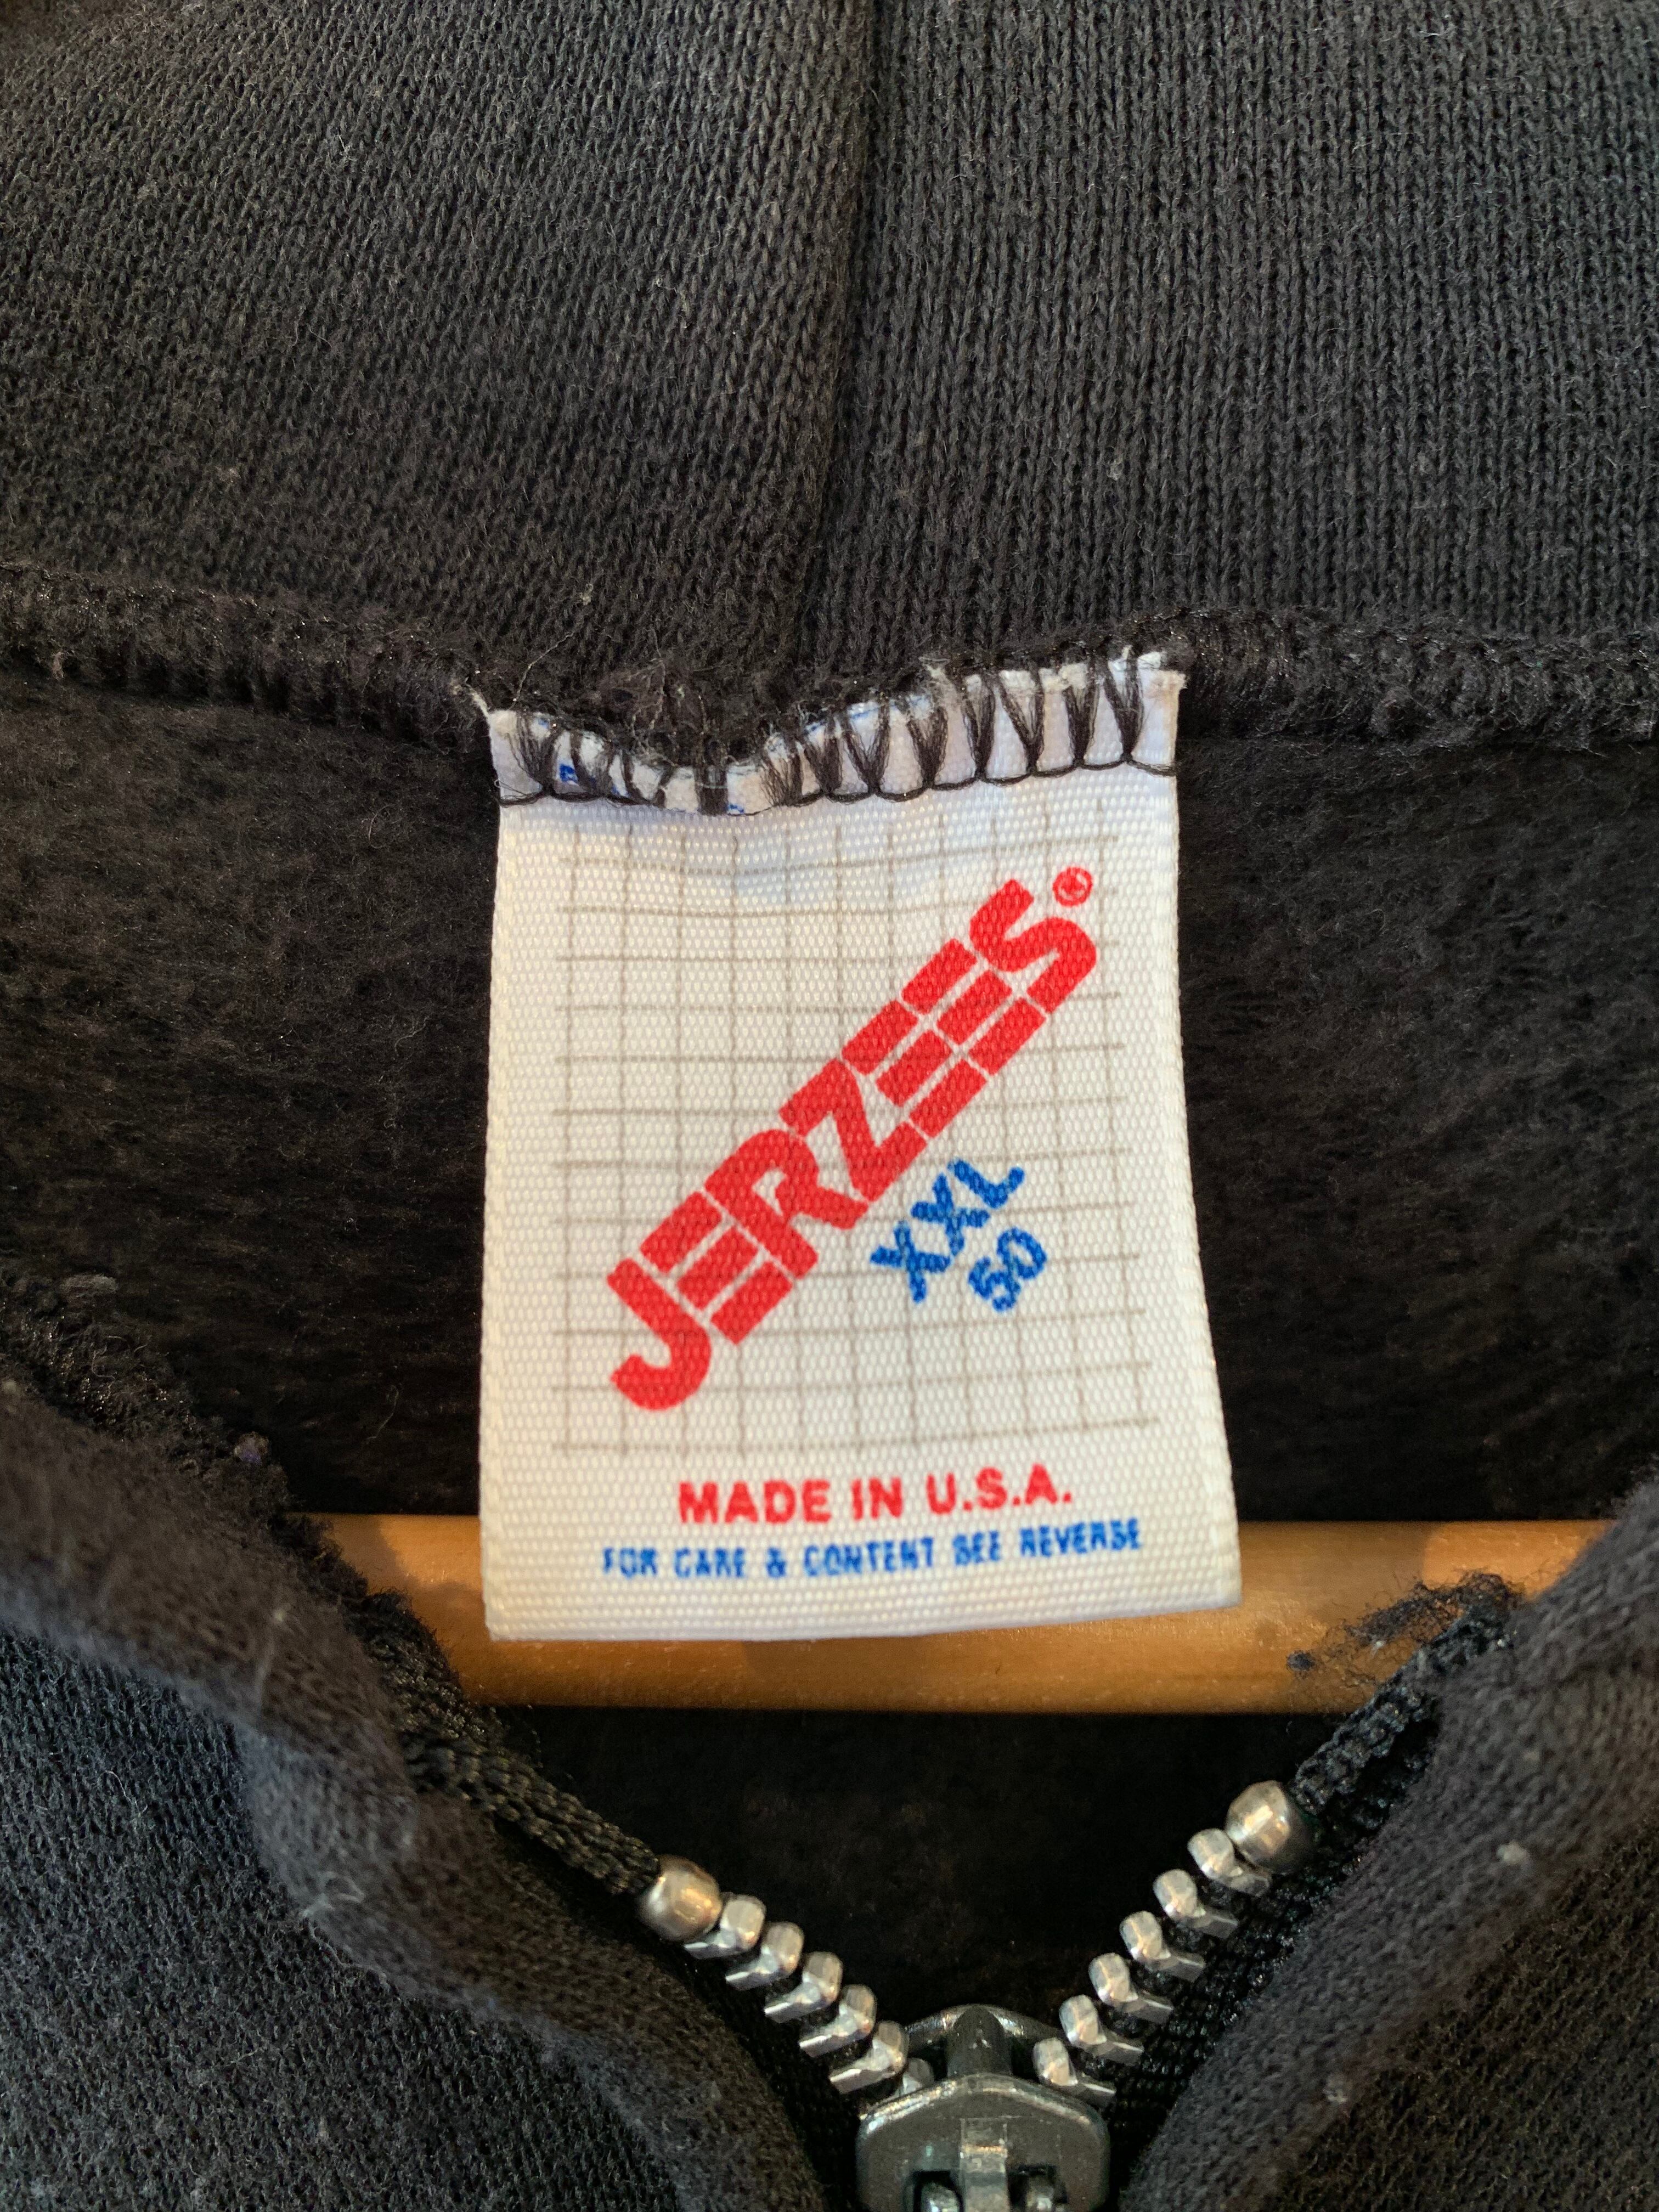 JERZEES®
XXL
50
MADE IN U.S.A.
FOR CARE & CONTENT SEE REVERSE